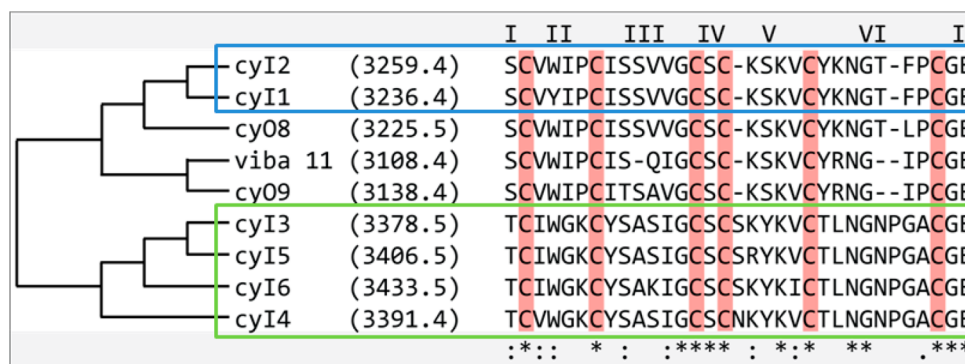 I II III IV V VI I
cyI2 (3259.4) SCVWIPCISSVVGCSC-KSKVCYKNGT-FPCGE
cyI1 (3236.4) SCVYIPCISSVVGCSC-KSKVCYKNGT-FPCGE
cyO8 (3225.5) SCVWIPCISSVVGCSC-KSKVCYKNGT-LPCGE
viba 11 (3108.4) SCVWIPCIS-QIGCSC-KSKVCYRNG--IPCGE
cyO9 (3138.4) SCVWIPCITSAVGCSC-KSKVCYRNG--IPCGE
cyI3 (3378.5) TCIWGKCYSASIGCSCSKYKVCTLNGNPGACGE
cyI5 (3406.5) TCIWGKCYSASIGCSCSRYKVCTLNGNPGACGE
cyI6 (3433.5) TCIWGKCYSAKIGCSCSKYKICTLNGNPGACGE
cyI4 (3391.4) TCVWGKCYSASIGCSCNKYKVCTLNGNPGACGE
:*:: * : :**** : *:* ** .***